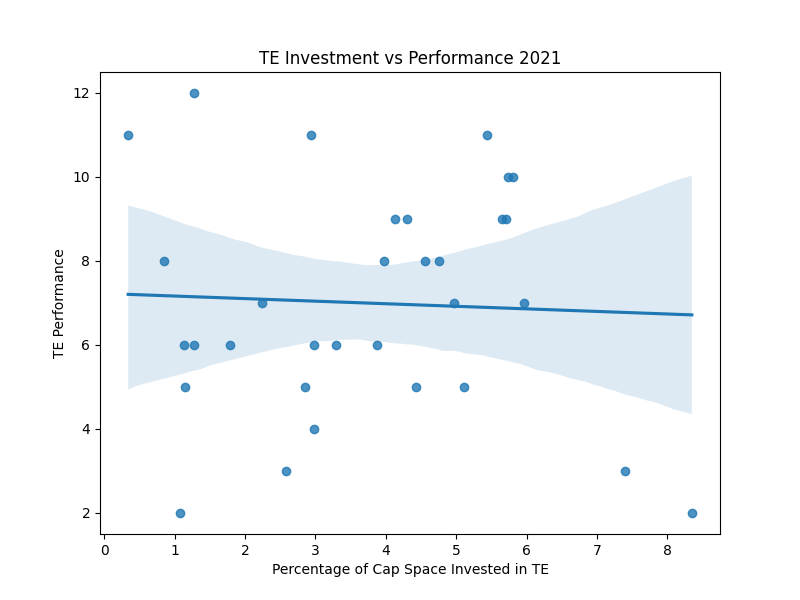 TE Investment vs Performance 2021
12
10
8
6
4
2
TE Performance
0 1 2 3 4 5 6 7 8
Percentage of Cap Space Invested in TE